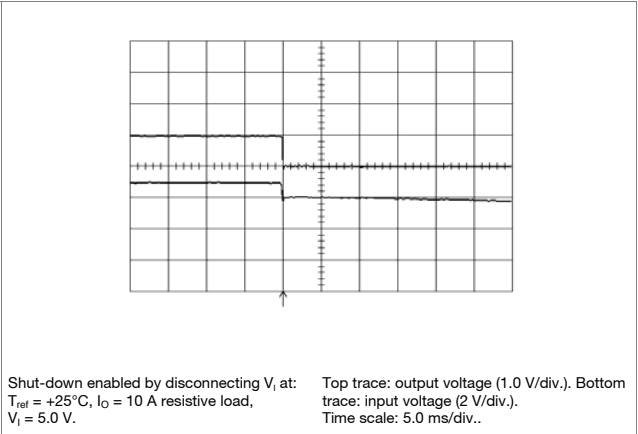 Shut-down enabled by disconnecting VI at:
Tref = +25°C, IO = 10 A resistive load,
VI = 5.0 V.
Top trace: output voltage (1.0 V/div.). Bottom
trace: input voltage (2 V/div.).
Time scale: 5.0 ms/div..